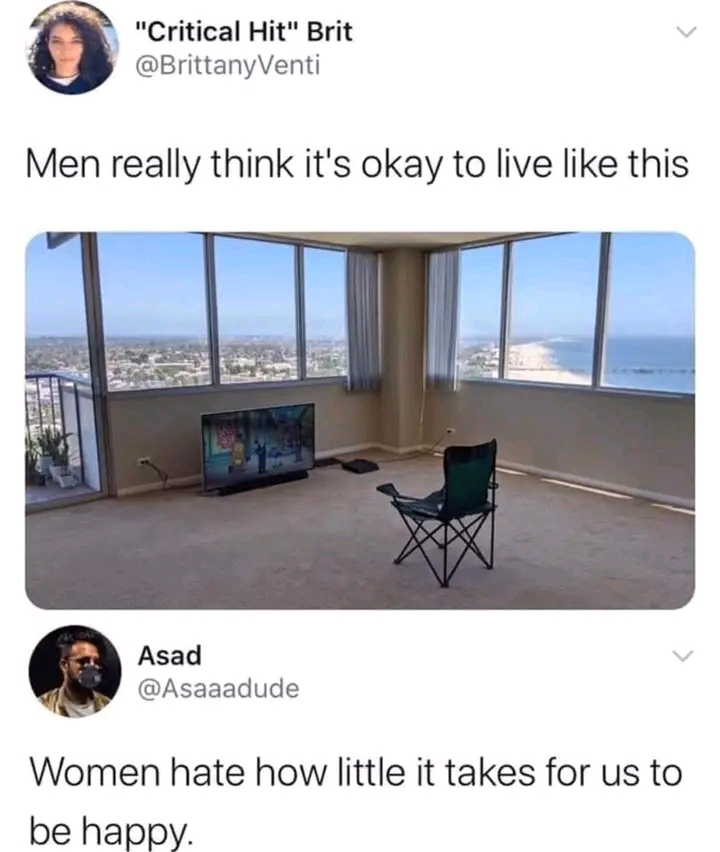 "Critical Hit" Brit
@BrittanyVenti
Men really think it's okay to live like this
Asad
@Asaaadude
Women hate how little it takes for us to
be happy.